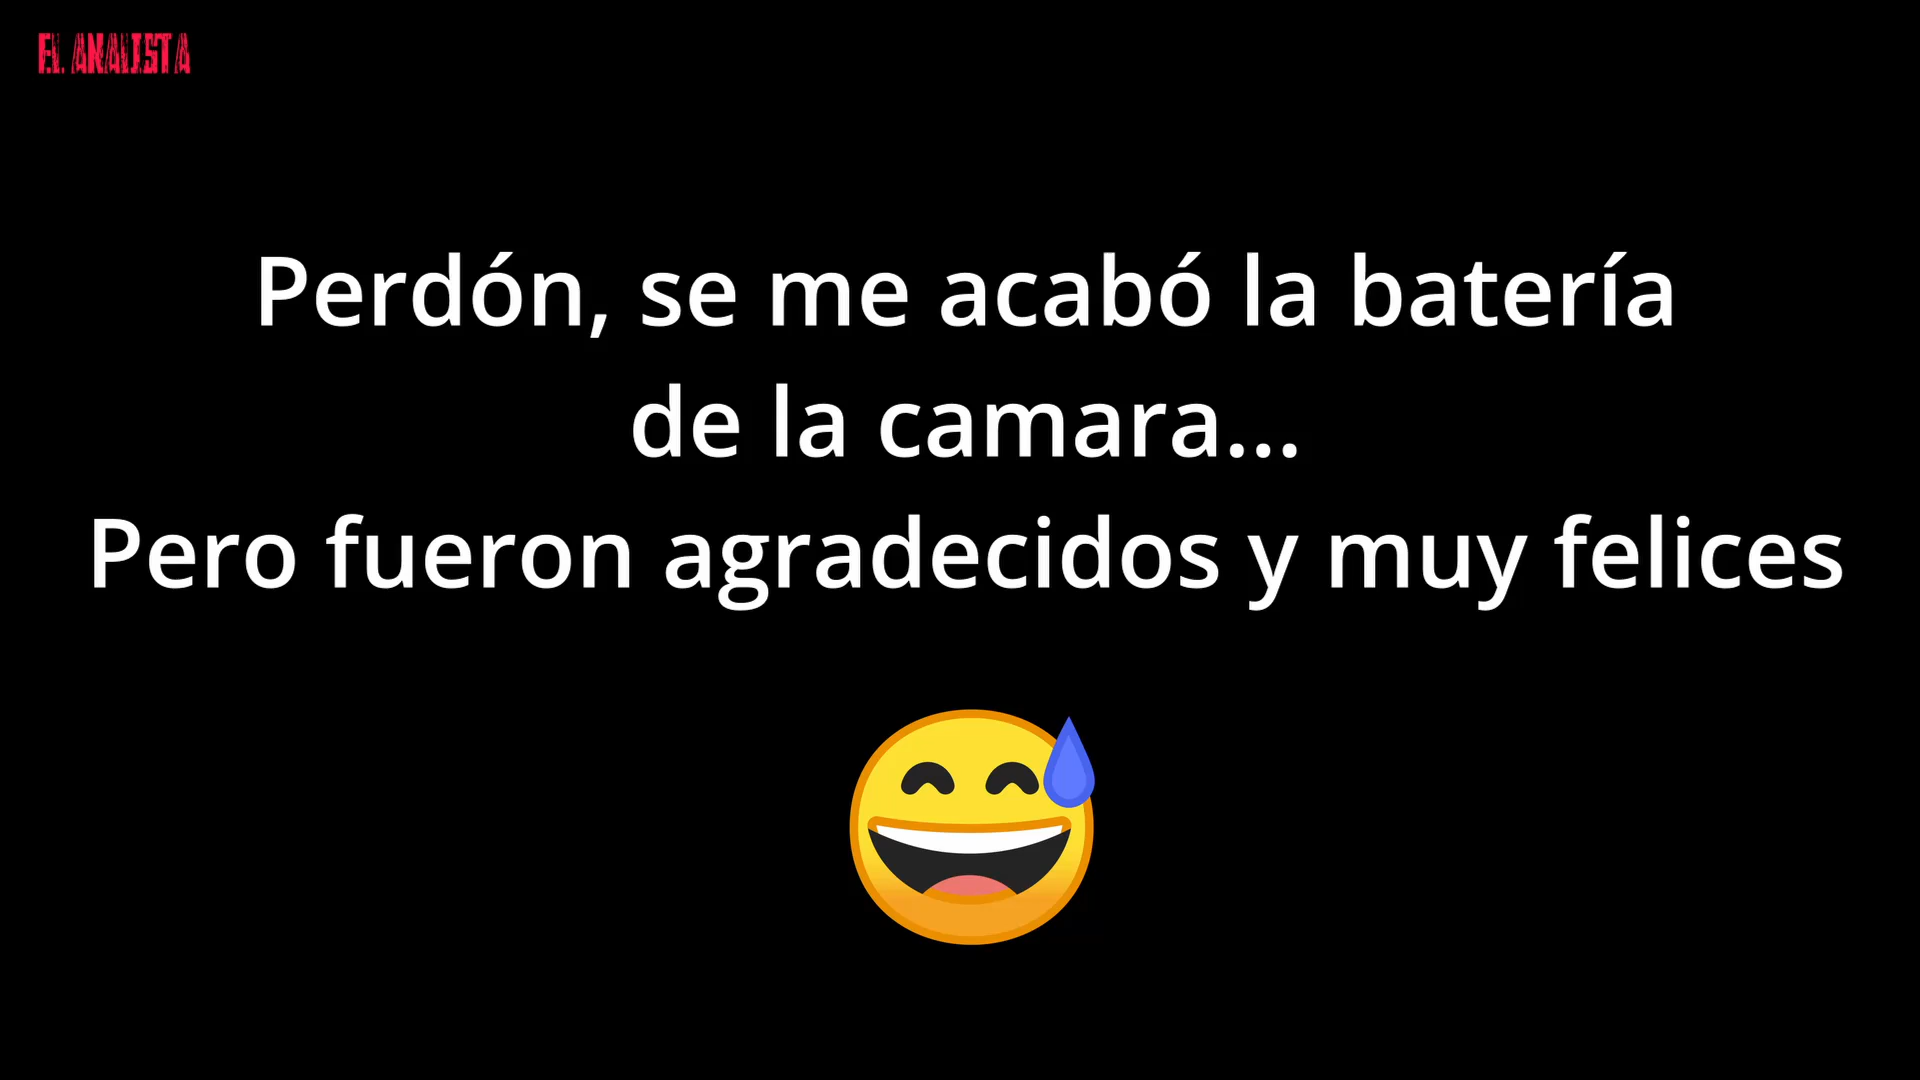 EL ANALISTA
Perdón, se me acabó la batería
de la camara...
Pero fueron agradecidos y muy felices